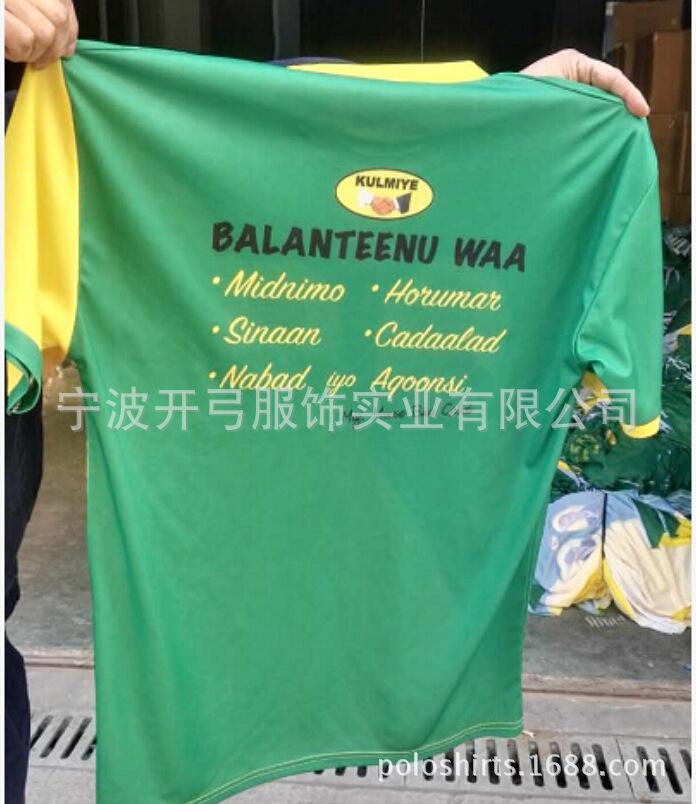 KULMIYE
BALANTEENU WAA
• Midnimo • Horumar
• Sinaan • Cadaalad
• Nabad iyo Aqoonsi
宁波开弓服饰实业有限公司
poloshirts.1688.com